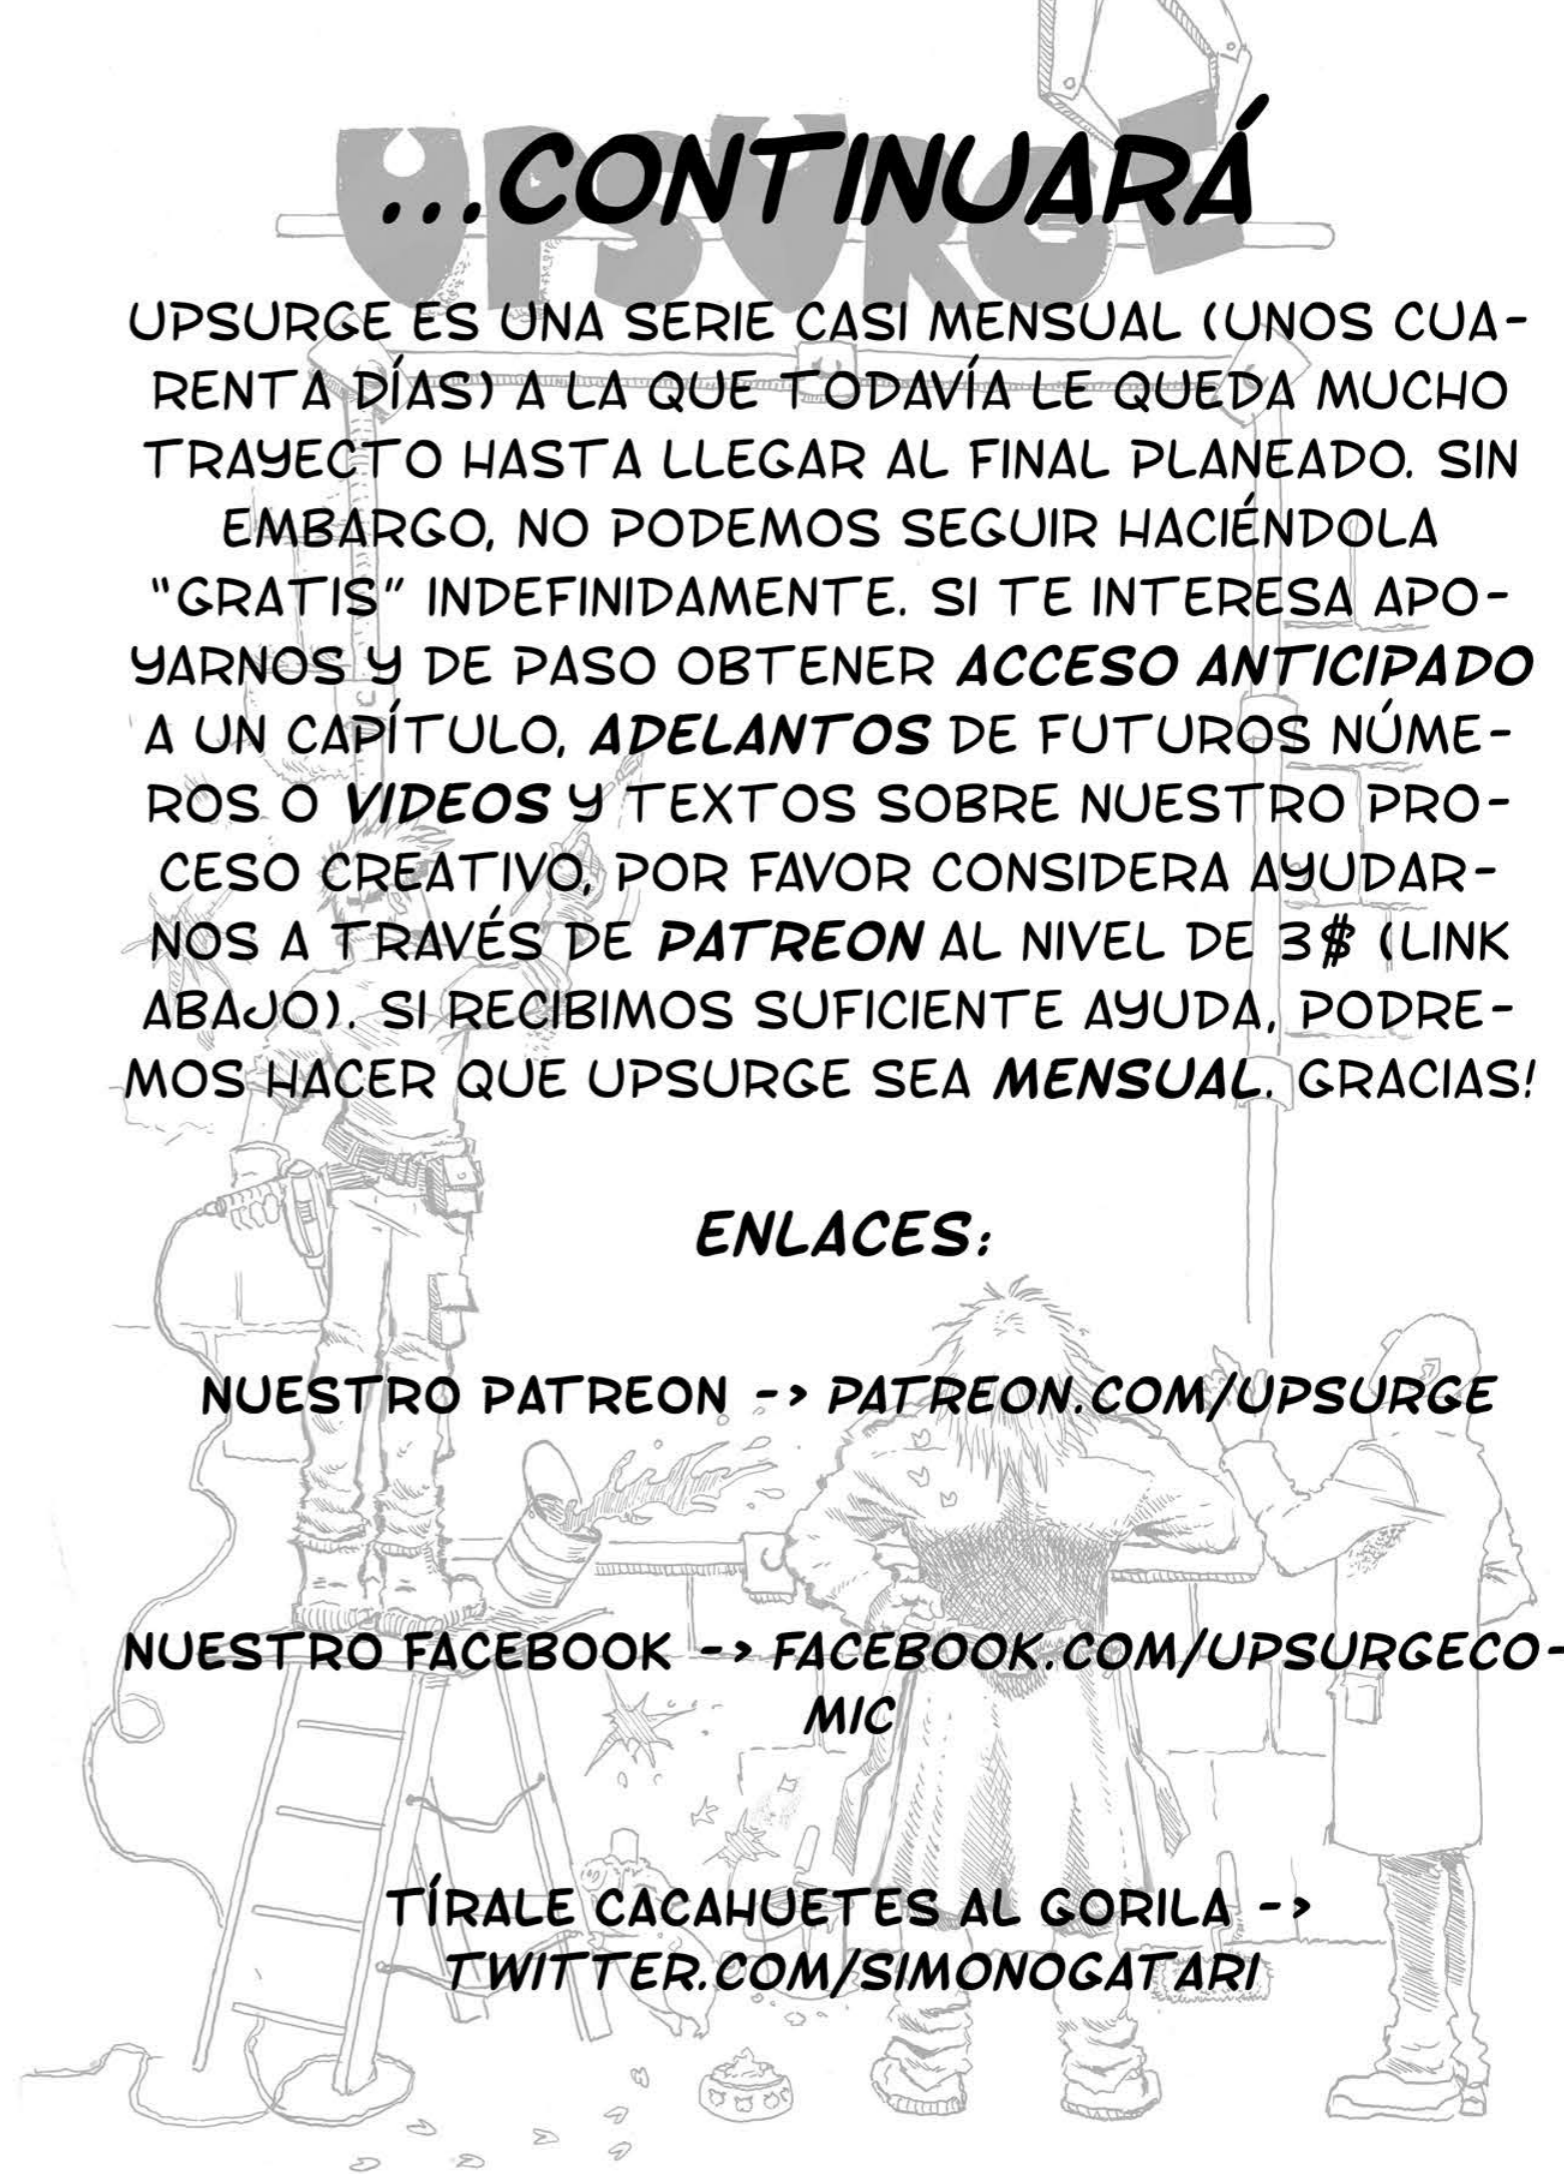 UPSURGE
...CONTINUARÁ
UPSURGE ES UNA SERIE CASI MENSUAL (UNOS CUA-
RENTA DÍAS) A LA QUE TODAVÍA LE QUEDA MUCHO
TRAYECTO HASTA LLEGAR AL FINAL PLANEADO. SIN
EMBARGO, NO PODEMOS SEGUIR HACIÉNDOLA
"GRATIS" INDEFINIDAMENTE. SI TE INTERESA APO-
YARNOS Y DE PASO OBTENER ACCESO ANTICIPADO
A UN CAPÍTULO, ADELANTOS DE FUTUROS NÚME-
ROS O VIDEOS Y TEXTOS SOBRE NUESTRO PRO-
CESO CREATIVO, POR FAVOR CONSIDERA AYUDAR-
NOS A TRAVÉS DE PATREON AL NIVEL DE 3$ (LINK
ABAJO). SI RECIBIMOS SUFICIENTE AYUDA, PODRE-
MOS HACER QUE UPSURGE SEA MENSUAL. GRACIAS!
ENLACES:
NUESTRO PATREON -> PATREON.COM/UPSURGE
NUESTRO FACEBOOK -> FACEBOOK.COM/UPSURGECO-
MIC
TÍRALE CACAHUETES AL GORILA ->
TWITTER.COM/SIMONOGATARI